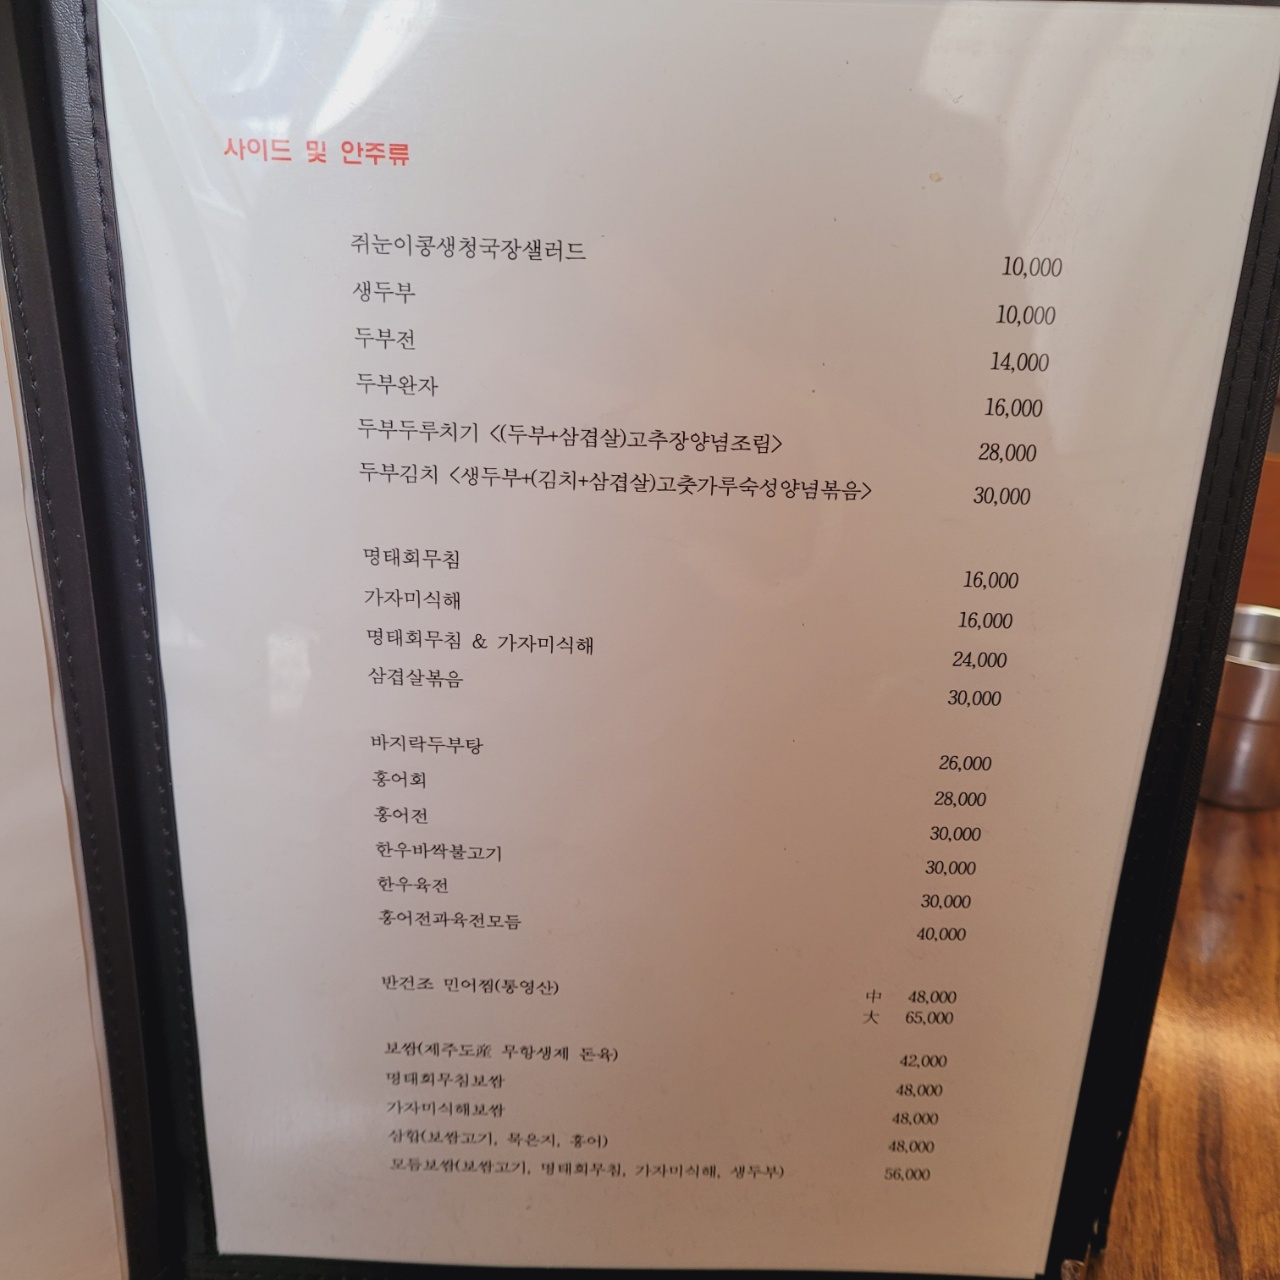 사이드 및 안주류
쥐눈이콩생청국장샐러드 10,000
생두부 10,000
두부전 14,000
두부완자 16,000
두부두루치기 <(두부+삼겹살)고추장양념조림> 28,000
두부김치 <생두부+(김치+삼겹살)고춧가루숙성양념볶음> 30,000
명태회무침 16,000
가자미식해 16,000
명태회무침 & 가자미식해 24,000
삼겹살볶음 30,000
바지락두부탕 26,000
홍어회 28,000
홍어전 30,000
한우바싹불고기 30,000
한우육전 30,000
홍어전과육전모듬 40,000
반건조 민어찜(통영산) 中 48,000
大 65,000
보쌈(제주도産 무항생제 돈육) 42,000
명태회무침보쌈 48,000
가자미식해보쌈 48,000
삼합(보쌈고기, 묵은지, 홍어) 48,000
모듬보쌈(보쌈고기, 명태회무침, 가자미식해, 생두부) 56,000